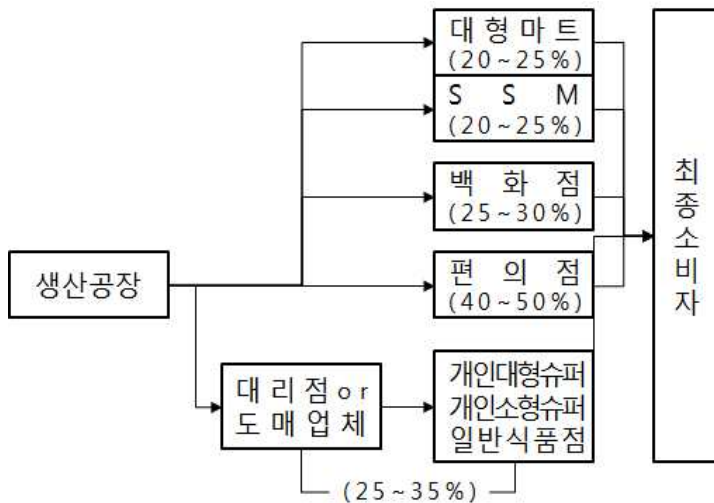 대형마트
(20~25%)
S S M
(20~25%)
백 화 점
(25~30%)
편 의 점
(40~50%)
생산공장
대 리 점 o r
도 매 업 체
개인대형슈퍼
개인소형슈퍼
일반식품점
(25~35%)
최종소비자